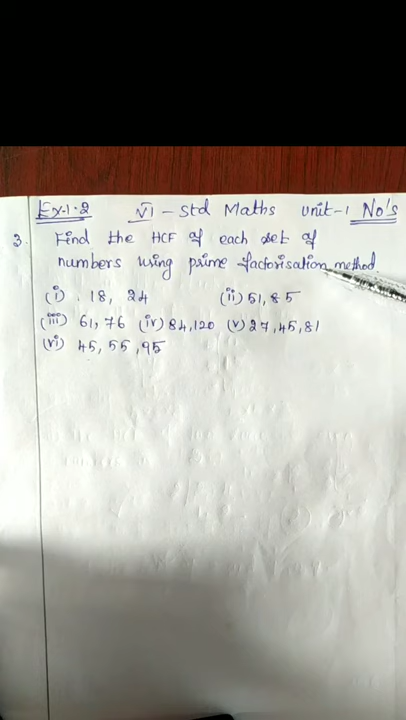 Ex.1.2 VI - Std Maths Unit-1 No's
3. Find the HCF of each set of
numbers using prime factorisation method
(i) 18, 24 (ii) 51, 85
(iii) 61, 76 (iv) 84, 120 (v) 27, 45, 81
(vi) 45, 55, 95